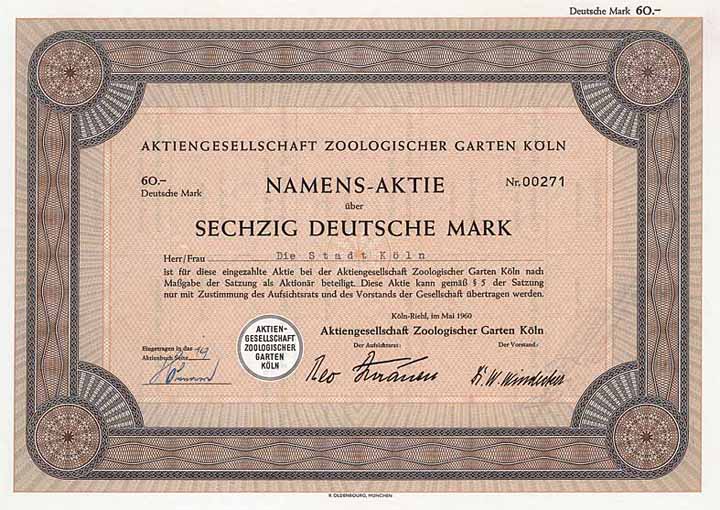 Deutsche Mark 60.–
AKTIENGESELLSCHAFT ZOOLOGISCHER GARTEN KÖLN
60.–
Deutsche Mark
NAMENS-AKTIE
Nr. 00271
über
SECHZIG DEUTSCHE MARK
Herr/Frau Die Stadt Köln
ist für diese eingezahlte Aktie bei der Aktiengesellschaft Zoologischer Garten Köln nach
Maßgabe der Satzung als Aktionär beteiligt. Diese Aktie kann gemäß § 5 der Satzung
nur mit Zustimmung des Aufsichtsrats und des Vorstands der Gesellschaft übertragen werden.
Köln-Riehl, im Mai 1960
Aktiengesellschaft Zoologischer Garten Köln
Der Aufsichtsrat:
Der Vorstand:
Eingetragen in das
Aktienbuch Seite 19
AKTIEN-
GESELLSCHAFT
ZOOLOGISCHER
GARTEN
KÖLN
Dr. W. Windecker
R. OLDENBOURG, MÜNCHEN